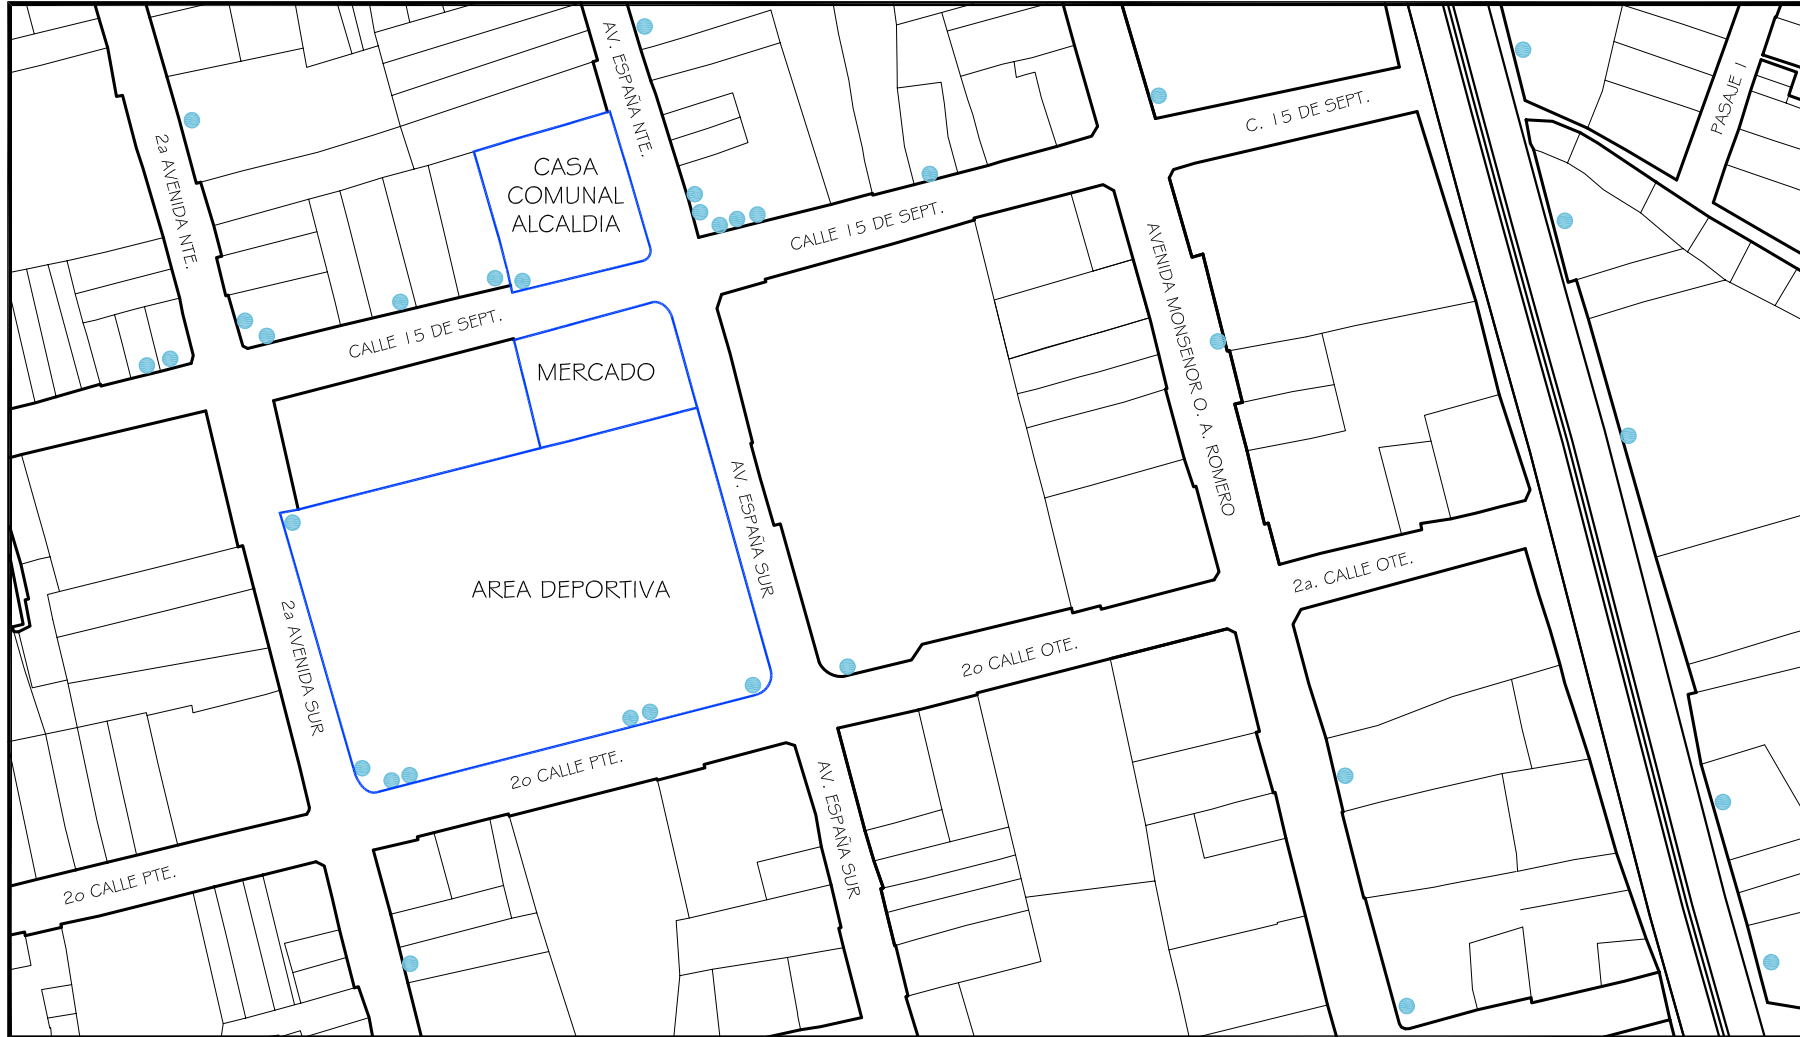 AV. ESPAÑA NTE.
PASAJE 1
C. 15 DE SEPT.
2a AVENIDA NTE.
CASA
COMUNAL
ALCALDIA
CALLE 15 DE SEPT.
CALLE 15 DE SEPT.
AVENIDA MONSENOR O. A. ROMERO
MERCADO
AV. ESPAÑA SUR
AREA DEPORTIVA
2a. CALLE OTE.
2a AVENIDA SUR
2o CALLE OTE.
2o CALLE PTE.
AV. ESPAÑA SUR
2o CALLE PTE.